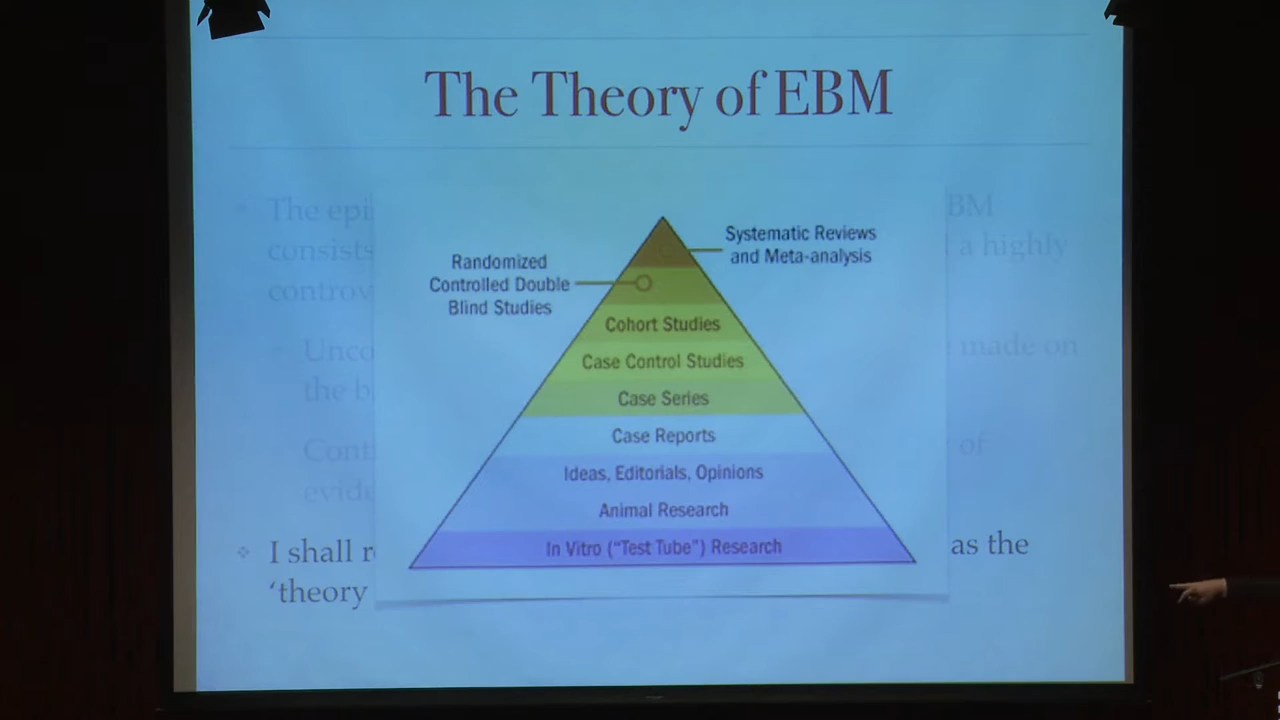 The Theory of EBM
The epi
BM
consists
a highly
controv
Unco
made on
the b
Cont
of
evide
I shall r
as the
‘theory
Systematic Reviews
and Meta-analysis
Randomized
Controlled Double
Blind Studies
Cohort Studies
Case Control Studies
Case Series
Case Reports
Ideas, Editorials, Opinions
Animal Research
In Vitro (“Test Tube”) Research